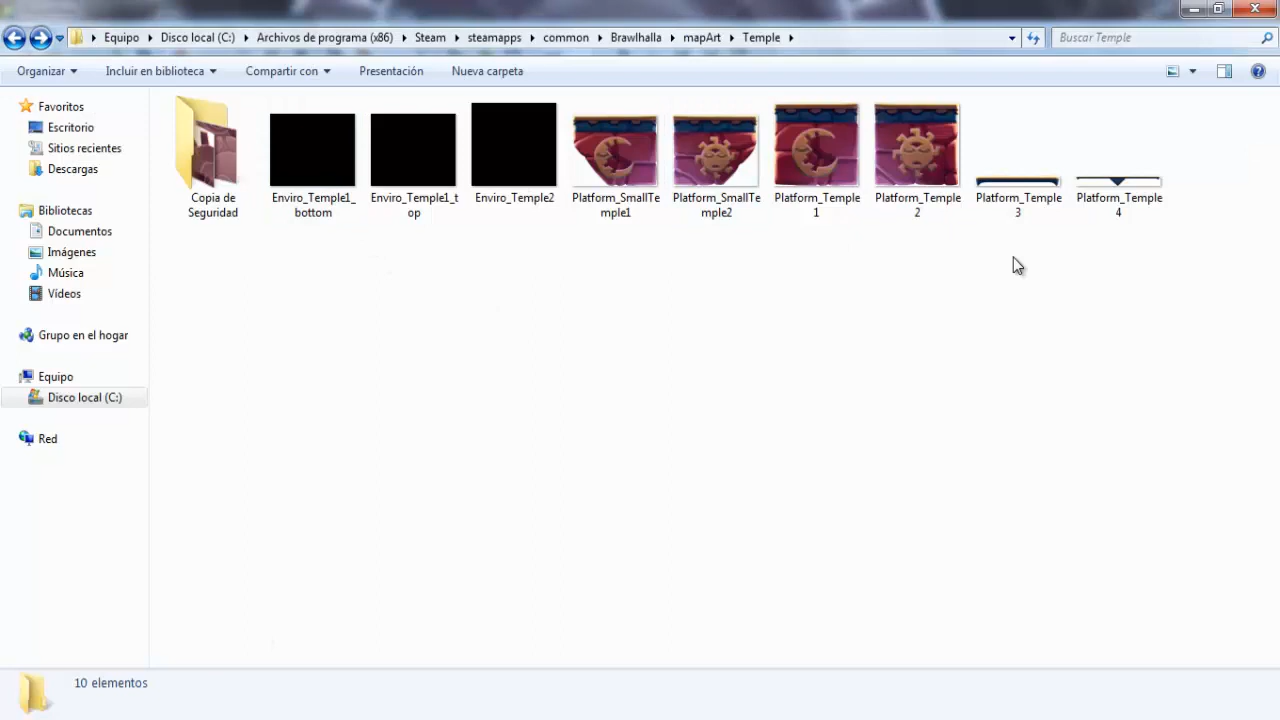 Equipo Disco local (C:) Archivos de programa (x86) Steam steamapps common Brawlhalla mapArt Temple Buscar Temple
Organizar Incluir en biblioteca Compartir con Presentación Nueva carpeta
Favoritos
Escritorio
Sitios recientes
Descargas
Bibliotecas
Documentos
Imágenes
Música
Vídeos
Grupo en el hogar
Equipo
Disco local (C:)
Red
Copia de
Seguridad
Enviro_Temple1_
bottom
Enviro_Temple1_t
op
Enviro_Temple2
Platform_SmallTe
mple1
Platform_SmallTe
mple2
Platform_Temple
1
Platform_Temple
2
Platform_Temple
3
Platform_Temple
4
10 elementos